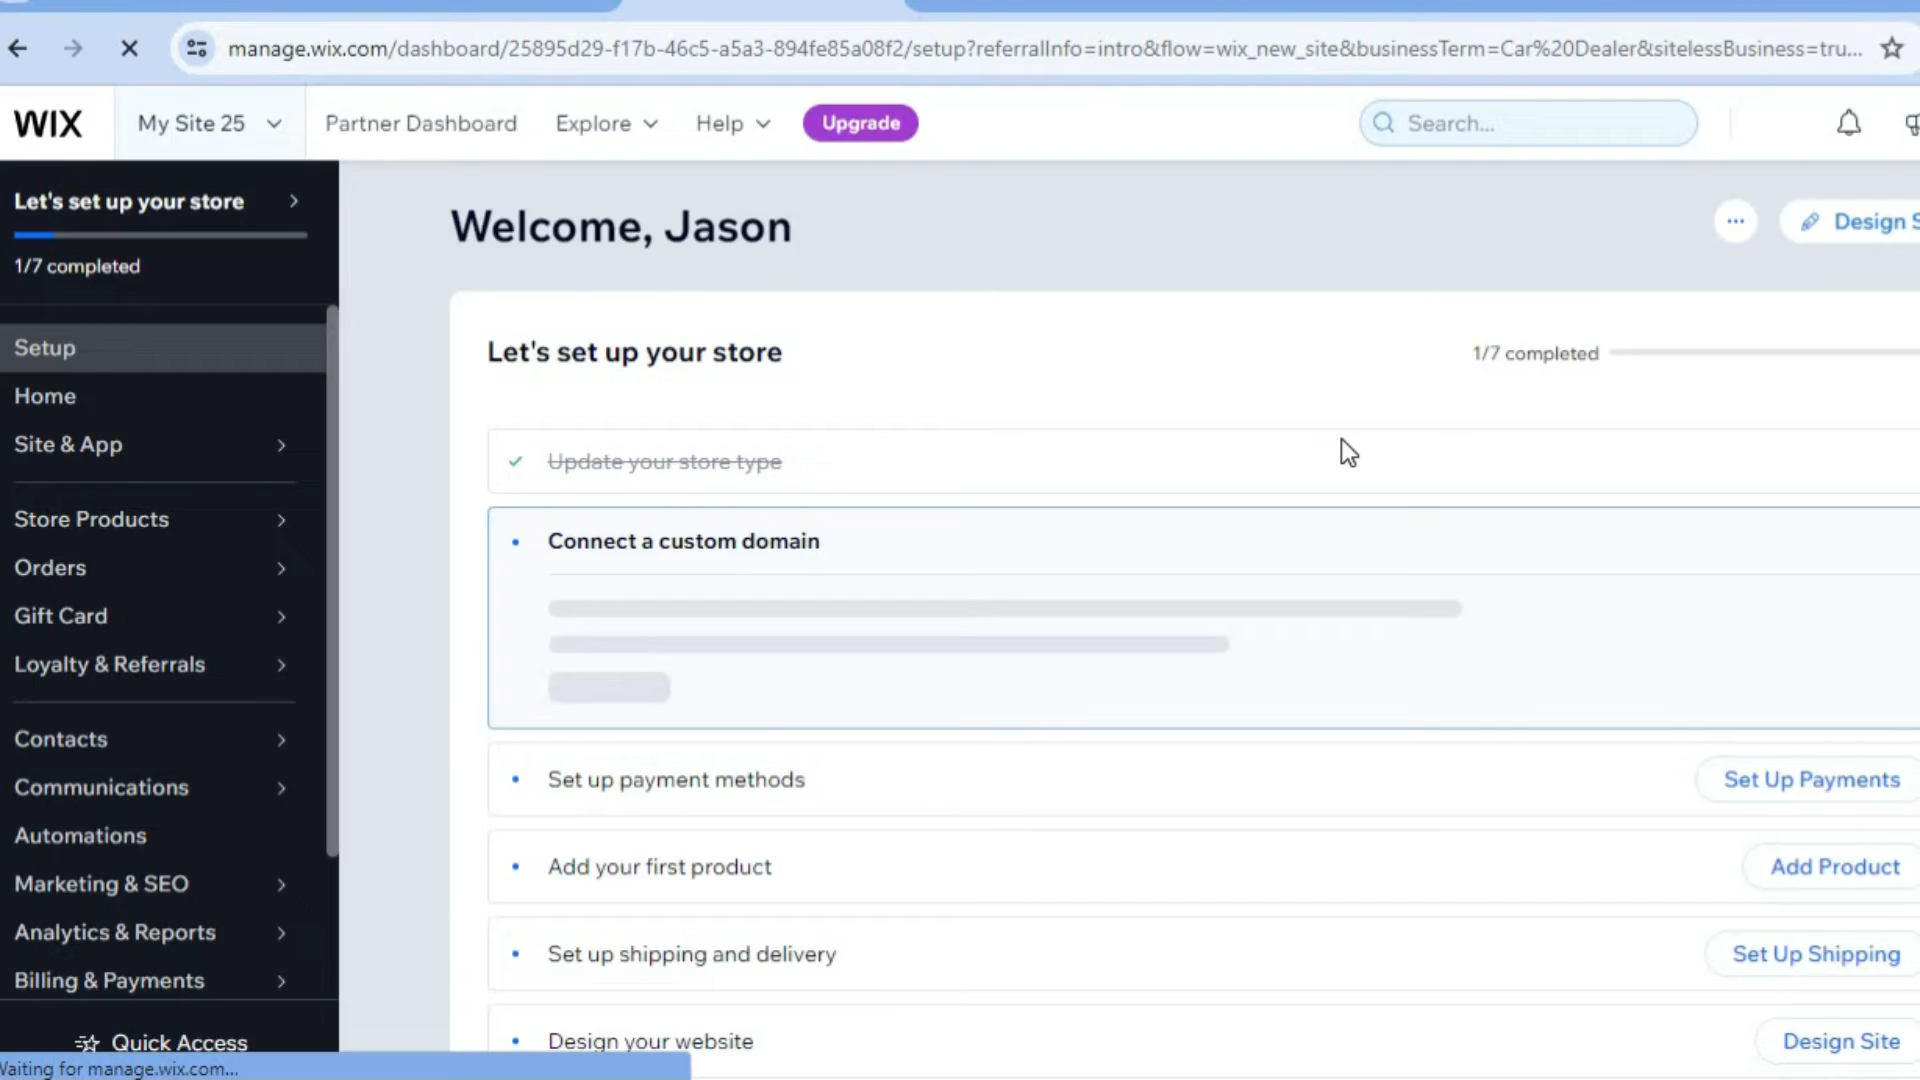 manage.wix.com/dashboard/25895d29-f17b-46c5-a5a3-894fe85a08f2/setup?referralInfo=intro&flow=wix_new_site&businessTerm=Car%20Dealer&sitelessBusiness=tru...
WIX
My Site 25
Partner Dashboard
Explore
Help
Upgrade
Search...
Let's set up your store
1/7 completed
Setup
Home
Site & App
Store Products
Orders
Gift Card
Loyalty & Referrals
Contacts
Communications
Automations
Marketing & SEO
Analytics & Reports
Billing & Payments
Quick Access
Waiting for manage.wix.com...
Welcome, Jason
Design S
Let's set up your store
1/7 completed
Update your store type
Connect a custom domain
Set up payment methods
Set Up Payments
Add your first product
Add Product
Set up shipping and delivery
Set Up Shipping
Design your website
Design Site